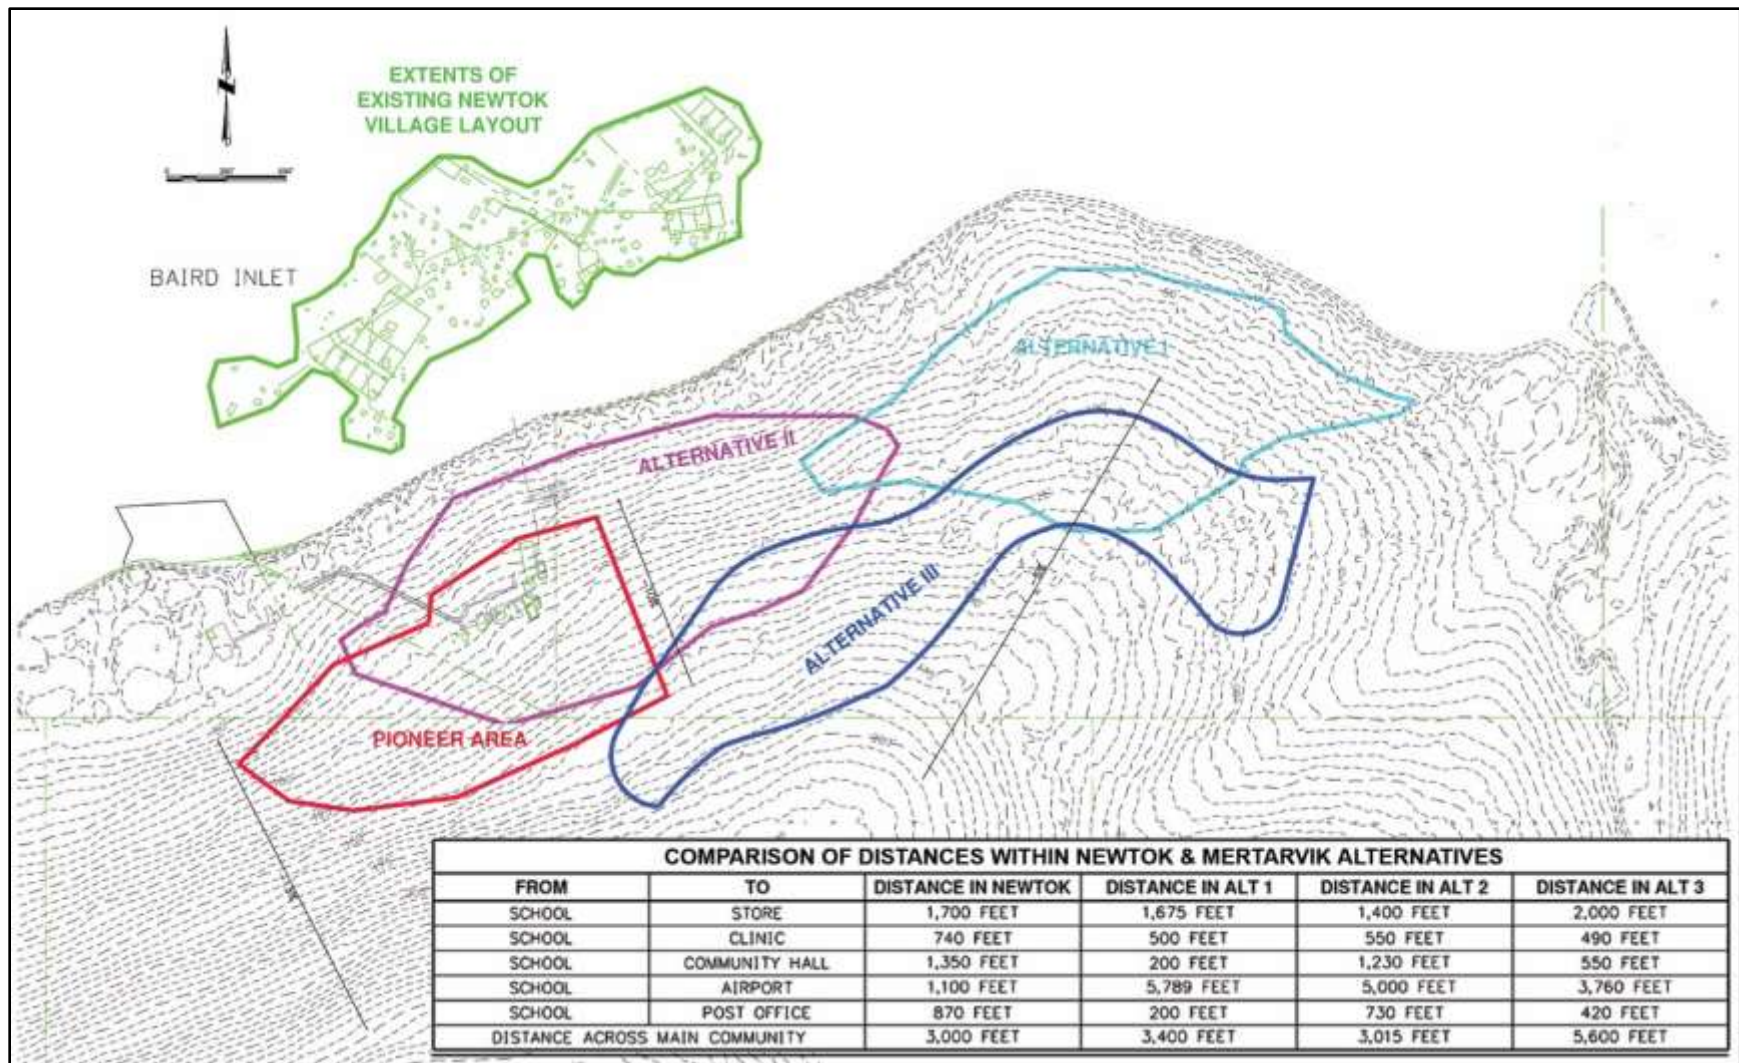 EXTENTS OF
EXISTING NEWTOK
VILLAGE LAYOUT
N
BAIRD INLET
ALTERNATIVE I
ALTERNATIVE II
ALTERNATIVE III
PIONEER AREA
COMPARISON OF DISTANCES WITHIN NEWTOK & MERTARVIK ALTERNATIVES
FROM TO DISTANCE IN NEWTOK DISTANCE IN ALT 1 DISTANCE IN ALT 2 DISTANCE IN ALT 3
SCHOOL STORE 1,700 FEET 1,675 FEET 1,400 FEET 2,000 FEET
SCHOOL CLINIC 740 FEET 500 FEET 550 FEET 490 FEET
SCHOOL COMMUNITY HALL 1,350 FEET 200 FEET 1,230 FEET 550 FEET
SCHOOL AIRPORT 1,100 FEET 5,789 FEET 5,000 FEET 3,760 FEET
SCHOOL POST OFFICE 870 FEET 200 FEET 730 FEET 420 FEET
DISTANCE ACROSS MAIN COMMUNITY 3,000 FEET 3,400 FEET 3,015 FEET 5,600 FEET